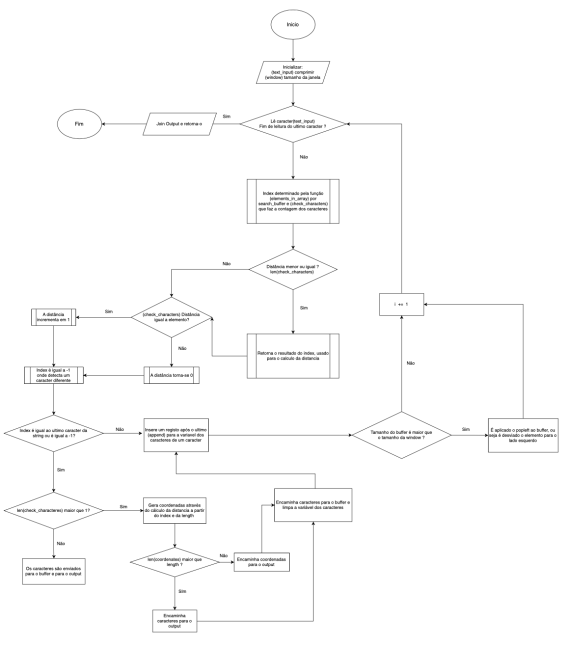 Inicio
Inicializar:
(text_input) comprimir
(window) tamanho da janela
Fim
Join Output e retorna-o
Sim
Lê caracter(text_input)
Fim de leitura do ultimo caracter ?
Não
Index determinado pela função
(elements_in_array) por
search_buffer e (check_characters)
que faz a contagem dos caracteres
Não
Distância menor ou igual ?
len(check_characters)
i += 1
A distância
incrementa em 1
Sim
(check_characters) Distância
igual a elemento?
Sim
Não
Retorna o resultado do index, usado
para o calculo da distancia
Não
Index é igual a -1
onde detecta um
caracter diferente
A distância torna-se 0
Index é igual ao ultimo caracter da
string ou é igual a -1?
Não
Insere um registo após o ultimo
(append) para a variavel dos
caracteres de um caracter
Tamanho do buffer é maior que
o tamanho da window ?
Sim
É aplicado o popleft ao buffer, ou
seja é desviado o elemento para o
lado esquento
Sim
len(check_characteres) maior que 1?
Sim
Gera coordenadas através
do cálculo da distancia a partir
do index e da length
Encaminha caracteres para o buffer e
limpa a variável dos caracteres
Não
len(coordenates) maior que
length ?
Não
Encaminha coordenadas
para o output
Os caracteres são enviados
para o buffer e para o output
Sim
Encaminha
caracteres para o
output